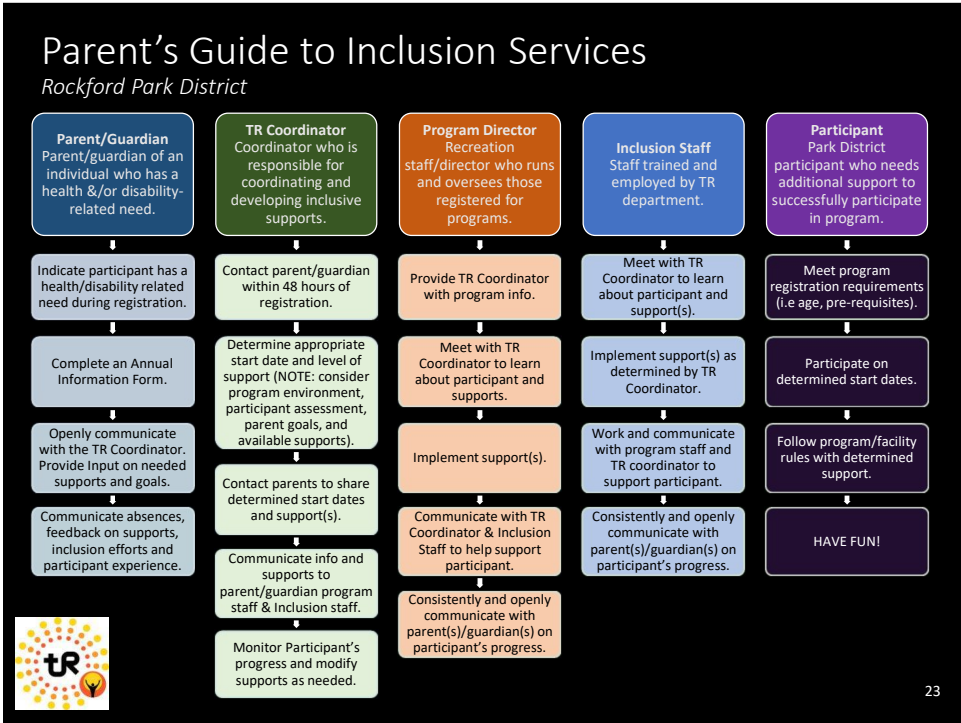 Parent’s Guide to Inclusion Services
Rockford Park District
Parent/Guardian
Parent/guardian of an
individual who has a
health &/or disability-
related need.
Indicate participant has a
health/disability related
need during registration.
Complete an Annual
Information Form.
Openly communicate
with the TR Coordinator.
Provide Input on needed
supports and goals.
Communicate absences,
feedback on supports,
inclusion efforts and
participant experience.
TR Coordinator
Coordinator who is
responsible for
coordinating and
developing inclusive
supports.
Contact parent/guardian
within 48 hours of
registration.
Determine appropriate
start date and level of
support (NOTE: consider
program environment,
participant assessment,
parent goals, and
available supports).
Contact parents to share
determined start dates
and support(s).
Communicate info and
supports to
parent/guardian program
staff & Inclusion staff.
Monitor Participant’s
progress and modify
supports as needed.
Program Director
Recreation
staff/director who runs
and oversees those
registered for
programs.
Provide TR Coordinator
with program info.
Meet with TR
Coordinator to learn
about participant and
supports.
Implement support(s).
Communicate with TR
Coordinator & Inclusion
Staff to help support
participant.
Consistently and openly
communicate with
parent(s)/guardian(s) on
participant’s progress.
Inclusion Staff
Staff trained and
employed by TR
department.
Meet with TR
Coordinator to learn
about participant and
support(s).
Implement support(s) as
determined by TR
Coordinator.
Work and communicate
with program staff and
TR coordinator to
support participant.
Consistently and openly
communicate with
parent(s)/guardian(s) on
participant’s progress.
Participant
Park District
participant who needs
additional support to
successfully participate
in program.
Meet program
registration requirements
(i.e age, pre-requisites).
Participate on
determined start dates.
Follow program/facility
rules with determined
support.
HAVE FUN!
tR
23